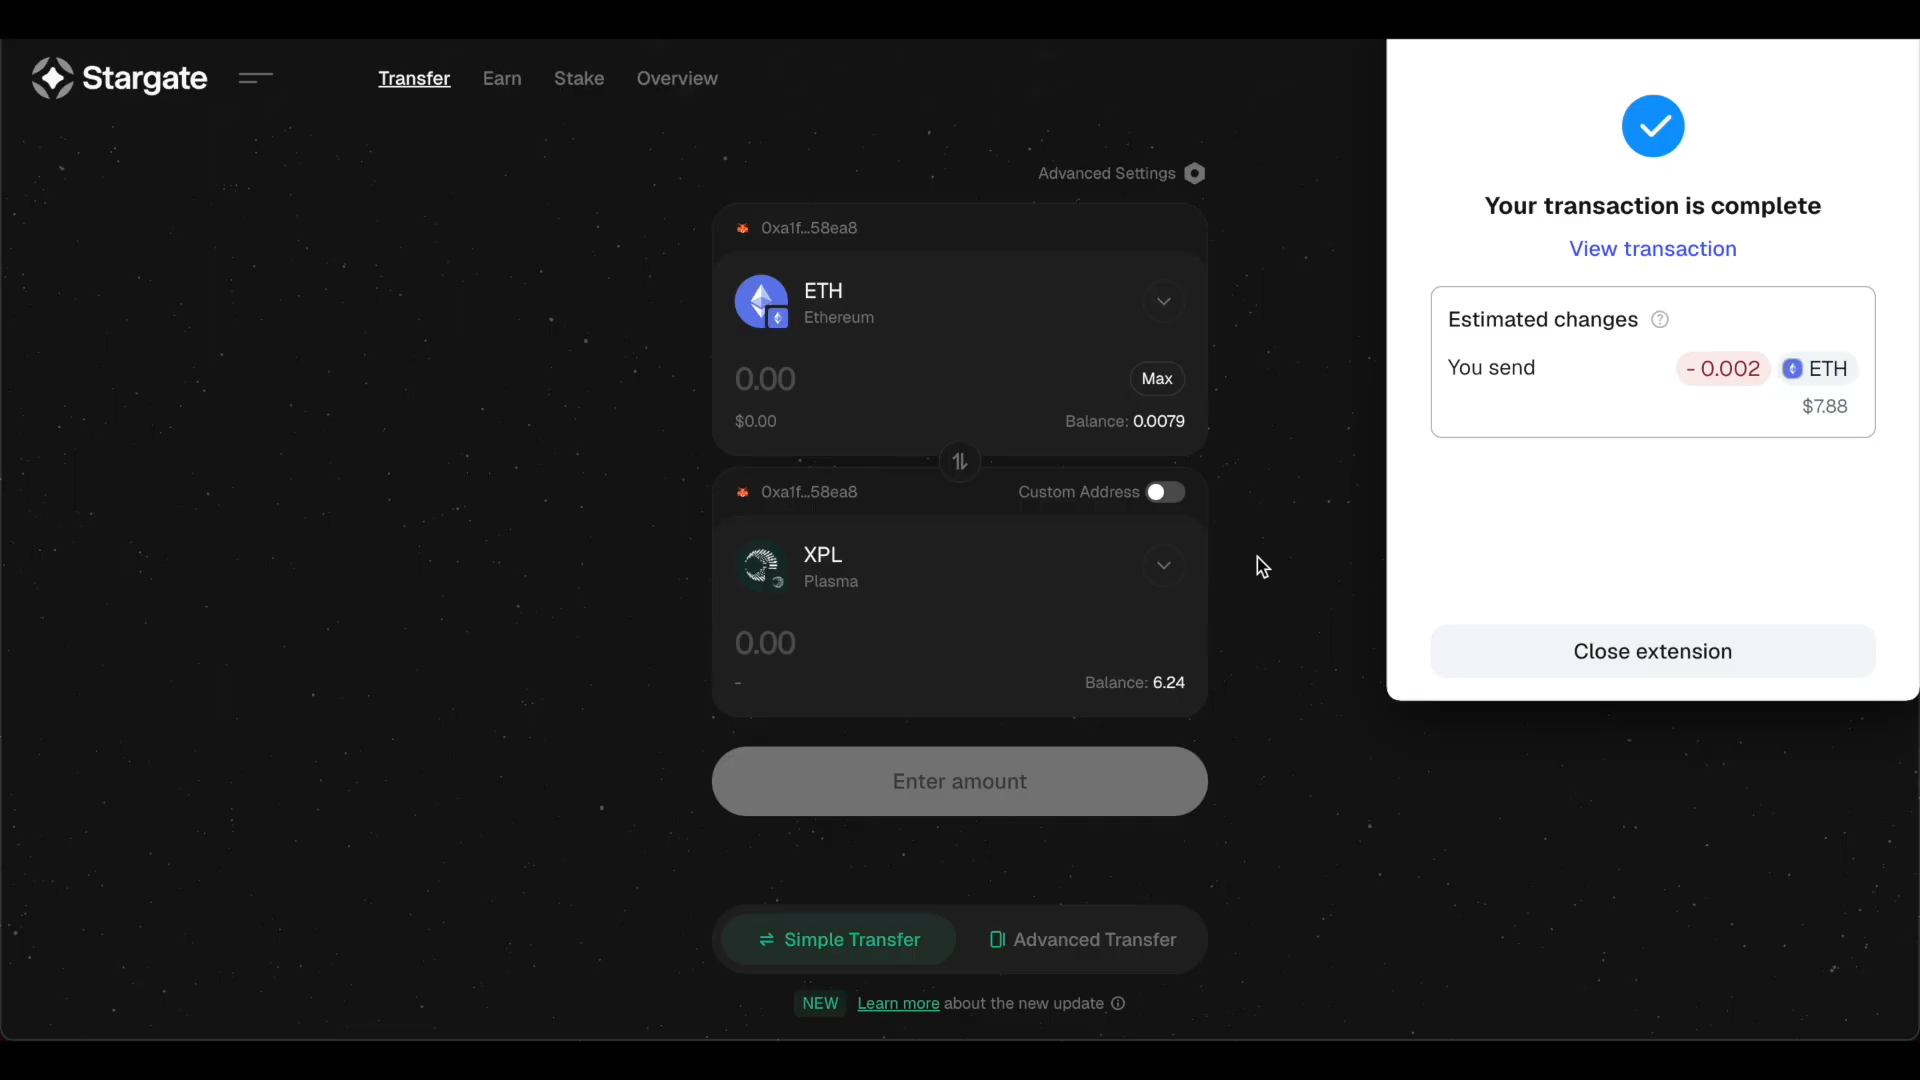 Stargate
Transfer Earn Stake Overview
Advanced Settings
0xa1f...58ea8
ETH
Ethereum
0.00
Max
$0.00
Balance: 0.0079
0xa1f...58ea8
Custom Address
XPL
Plasma
0.00
-
Balance: 6.24
Enter amount
Simple Transfer
Advanced Transfer
NEW Learn more about the new update
Your transaction is complete
View transaction
Estimated changes
You send
- 0.002 ETH
$7.88
Close extension